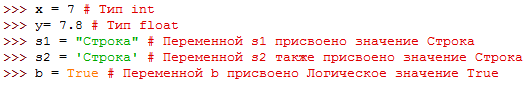 >>> x = 7 # Тип int
>>> y= 7.8 # Тип float
>>> s1 = "Строка" # Переменной s1 присвоено значение Строка
>>> s2 = 'Строка' # Переменной s2 также присвоено значение Строка
>>> b = True # Переменной b присвоено Логическое значение True